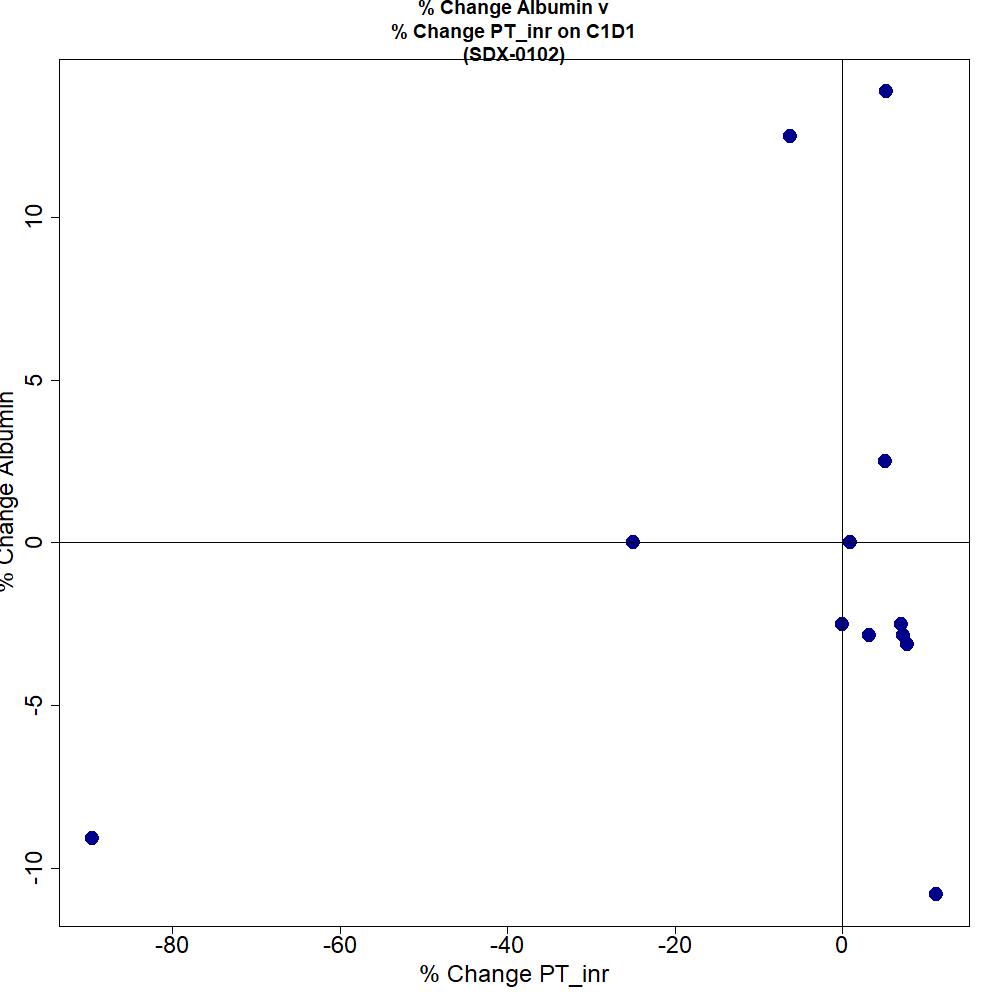 % Change Albumin v
% Change PT_inr on C1D1
(SDX-0102)
% Change Albumin
10
5
0
-5
-10
-80
-60
-40
-20
0
% Change PT_inr